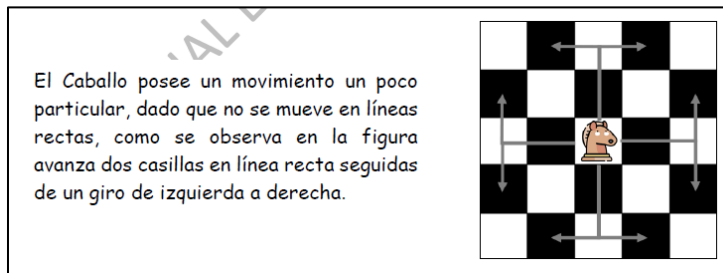 El Caballo posee un movimiento un poco
particular, dado que no se mueve en líneas
rectas, como se observa en la figura
avanza dos casillas en línea recta seguidas
de un giro de izquierda a derecha.